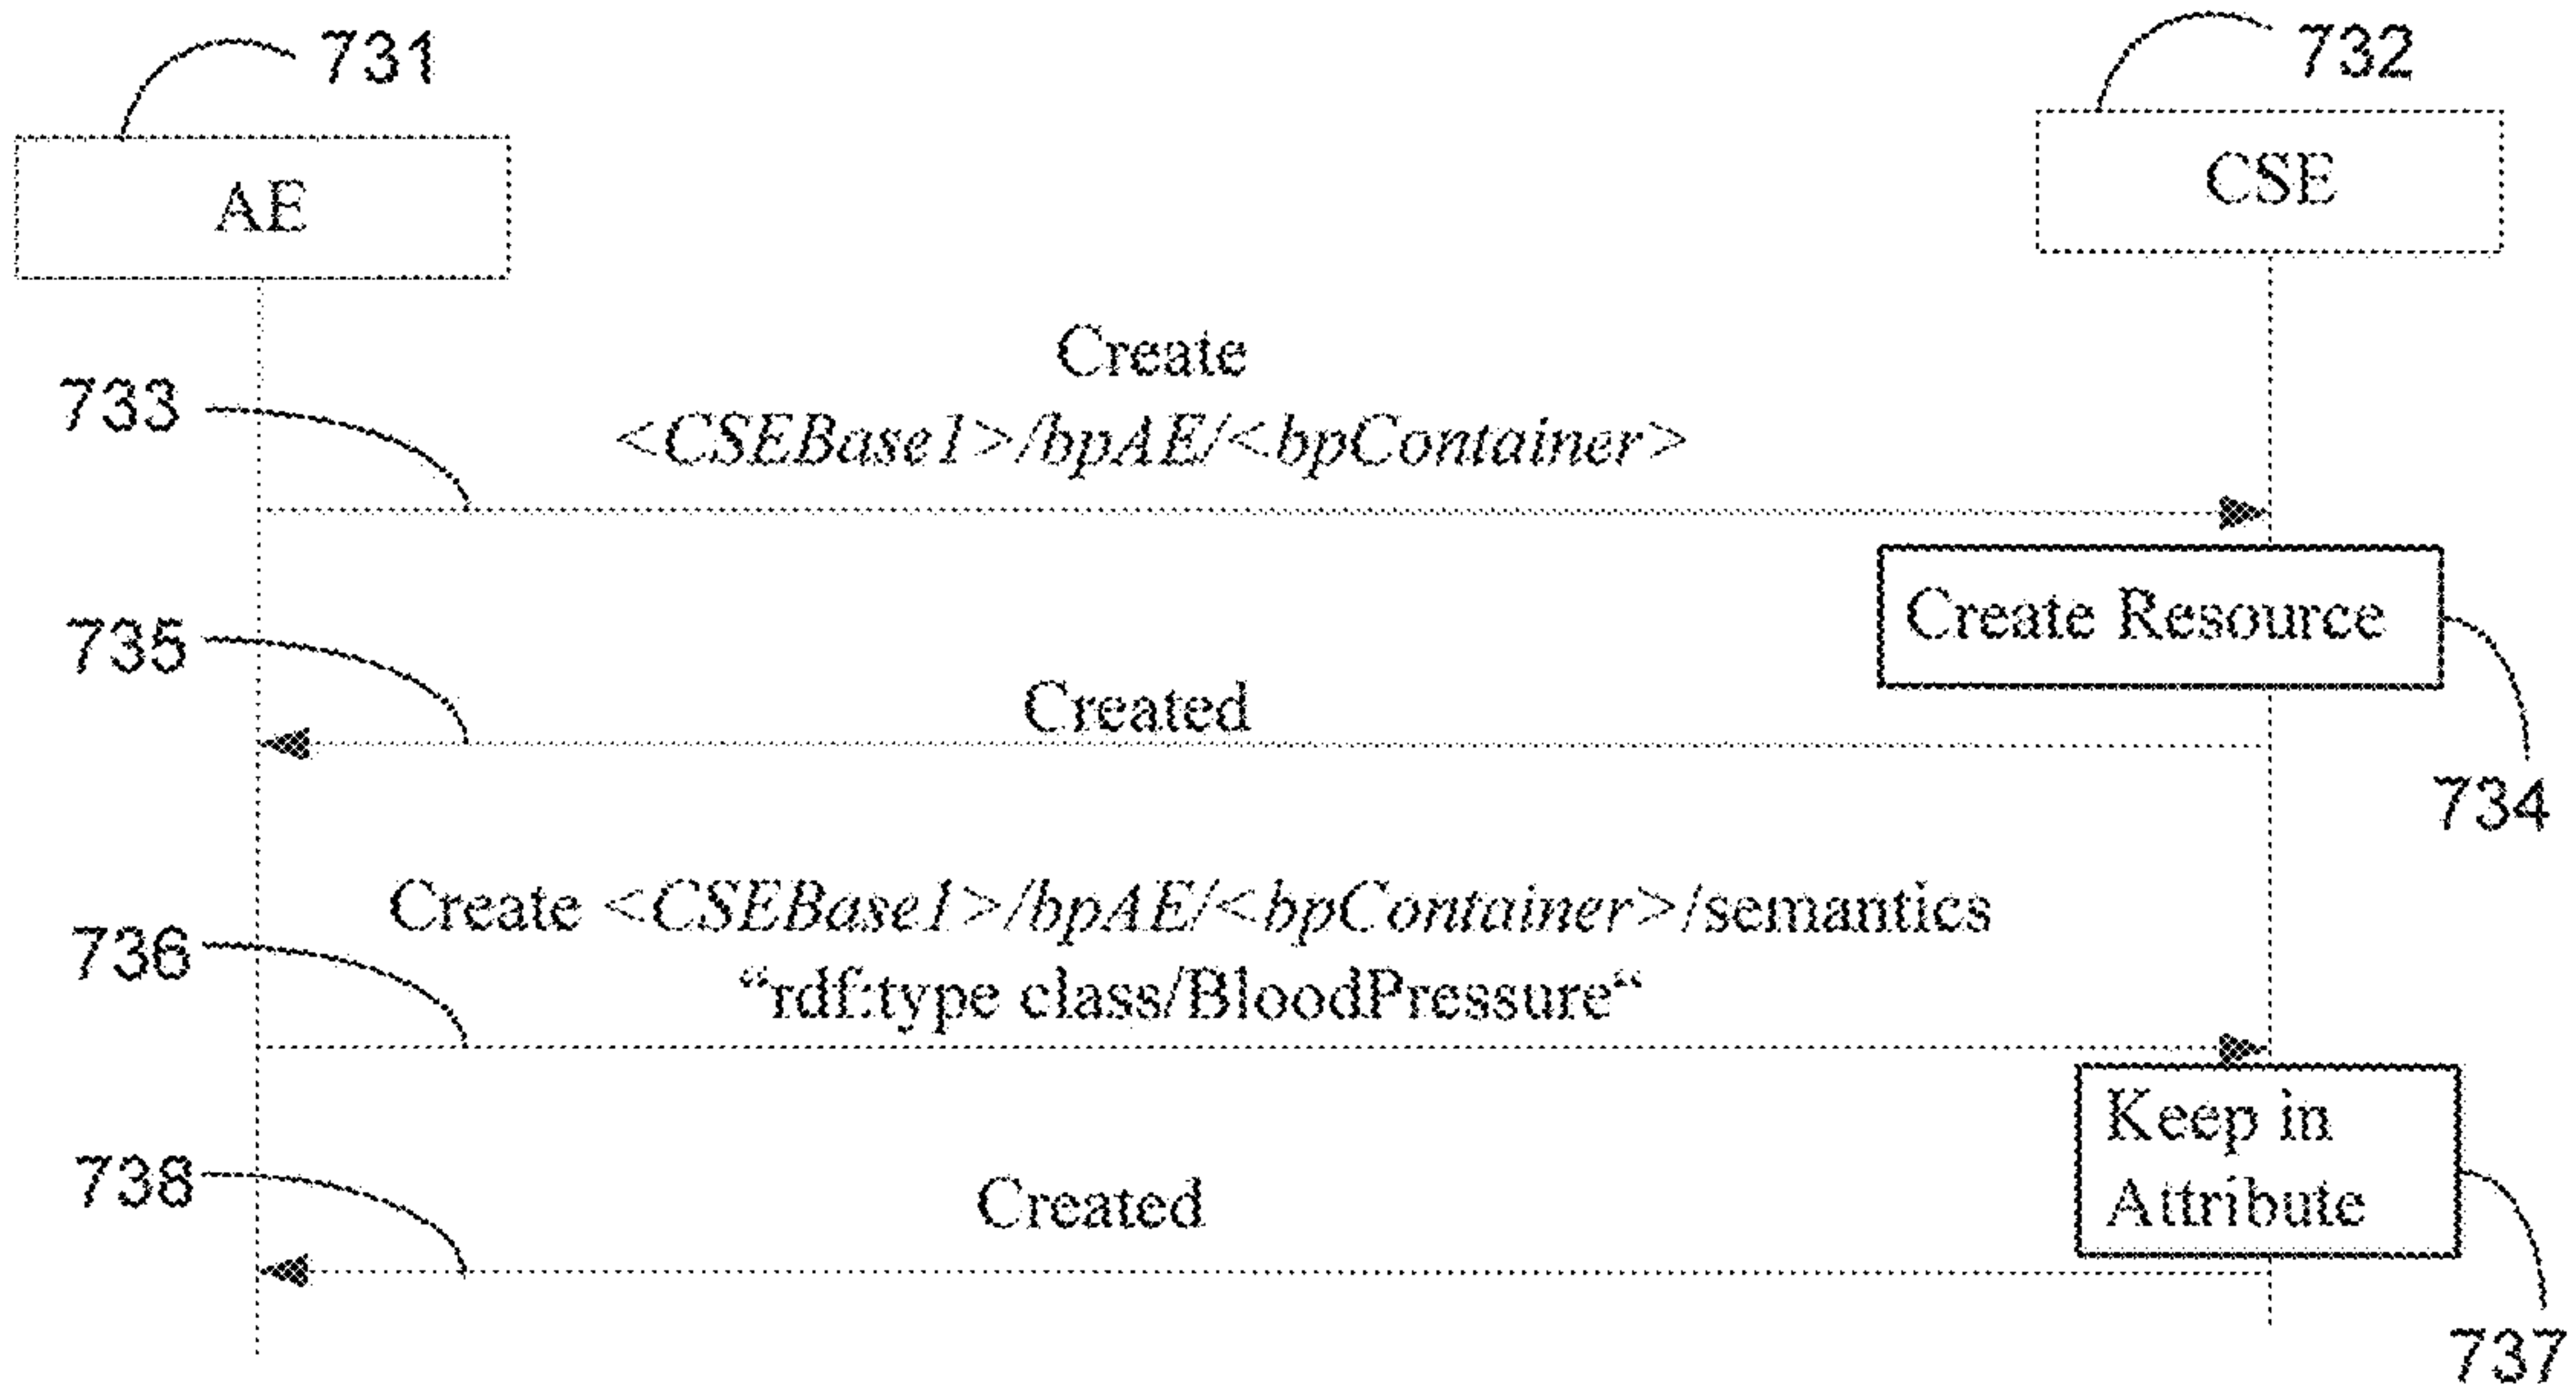 731
732
AE
CSE
Create
733
<CSEBase1>/bpAE/<bpContainer>
Create Resource
735
Created
734
Create <CSEBase1>/bpAE/<bpContainer>/semantics
736
“rdf:type class/BloodPressure“
Keep in
Attribute
738
Created
737